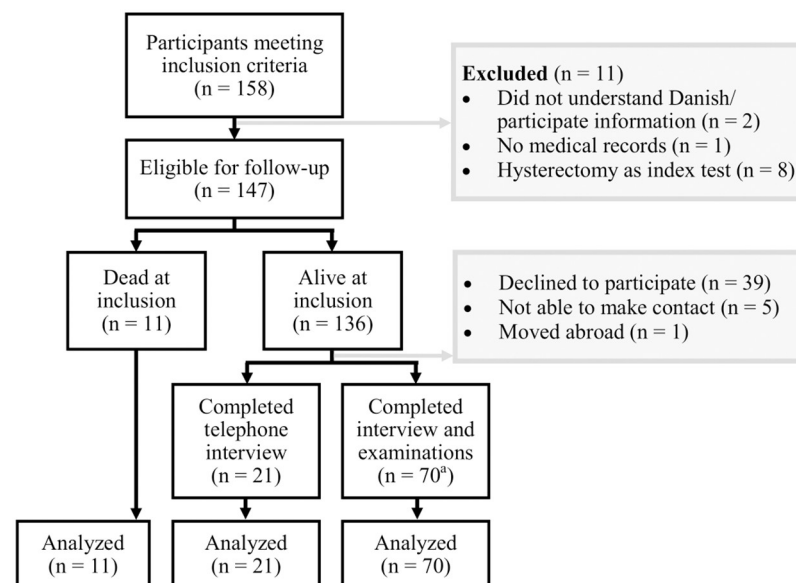 Participants meeting
inclusion criteria
(n = 158)
Excluded (n = 11)
• Did not understand Danish/
participate information (n = 2)
• No medical records (n = 1)
• Hysterectomy as index test (n = 8)
Eligible for follow-up
n = 147)
Dead at
inclusion
(n = 11)
Alive at
inclusion
(n = 136)
• Declined to participate (n = 39)
• Not able to make contact (n = 5)
• Moved abroad (n = 1)
Completed
telephone
interview
(n = 21)
Completed
interview and
examinations
(n = 70ᵃ)
Analyzed
(n = 11)
Analyzed
(n = 21)
Analyzed
(n = 70)